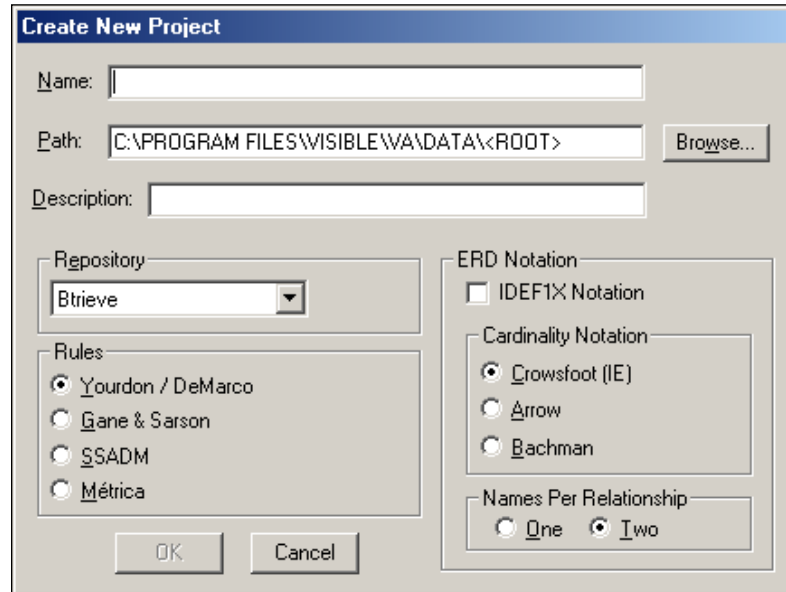 Create New Project
Name:
Path: C:\PROGRAM FILES\VISIBLE\VA\DATA\<ROOT> Browse...
Description:
Repository
Btrieve
Rules
Yourdon / DeMarco
Gane & Sarson
SSADM
Métrica
OK Cancel
ERD Notation
IDEF1X Notation
Cardinality Notation
Crowsfoot (IE)
Arrow
Bachman
Names Per Relationship
One Two